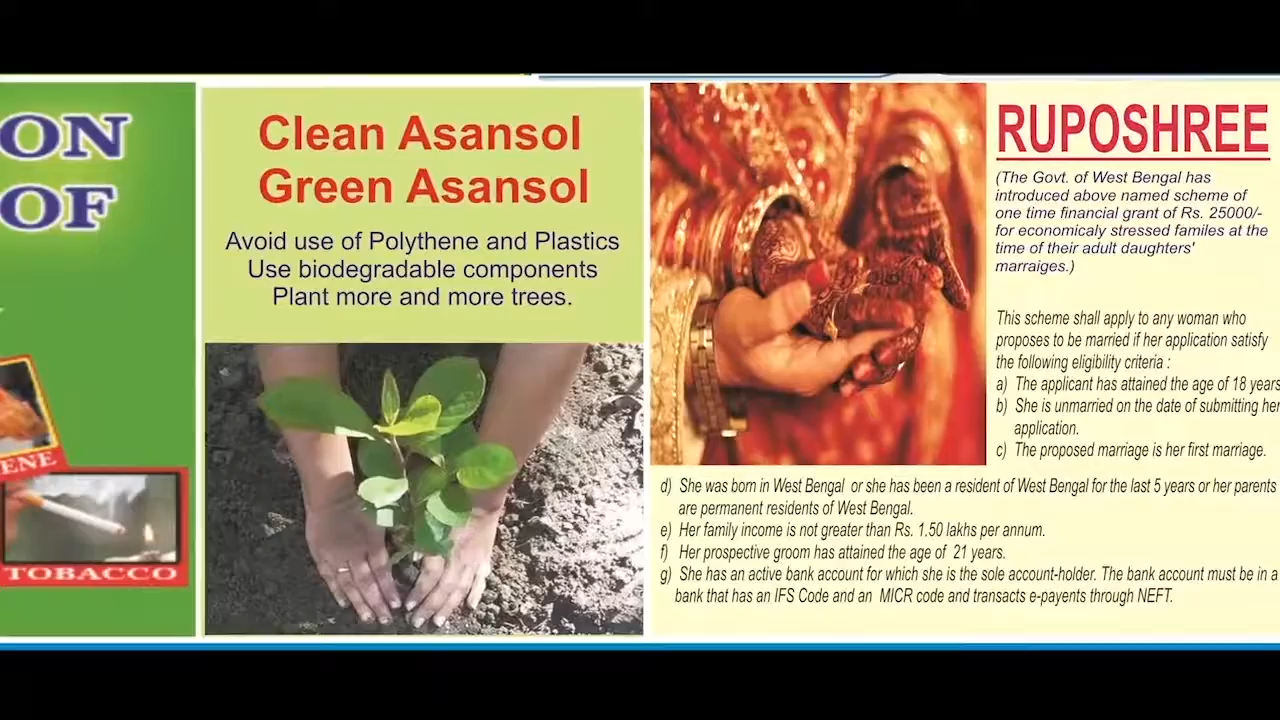 ON
OF
ENE
TOBACCO
Clean Asansol
Green Asansol
Avoid use of Polythene and Plastics
Use biodegradable components
Plant more and more trees.
RUPOSHREE
(The Govt. of West Bengal has
introduced above named scheme of
one time financial grant of Rs. 25000/-
for economicaly stressed familes at the
time of their adult daughters'
marraiges.)
This scheme shall apply to any woman who
proposes to be married if her application satisfy
the following eligibility criteria :
a) The applicant has attained the age of 18 years
b) She is unmarried on the date of submitting her
application.
c) The proposed marriage is her first marriage.
d) She was born in West Bengal or she has been a resident of West Bengal for the last 5 years or her parents
are permanent residents of West Bengal.
e) Her family income is not greater than Rs. 1.50 lakhs per annum.
f) Her prospective groom has attained the age of 21 years.
g) She has an active bank account for which she is the sole account-holder. The bank account must be in a
bank that has an IFS Code and an MICR code and transacts e-payents through NEFT.